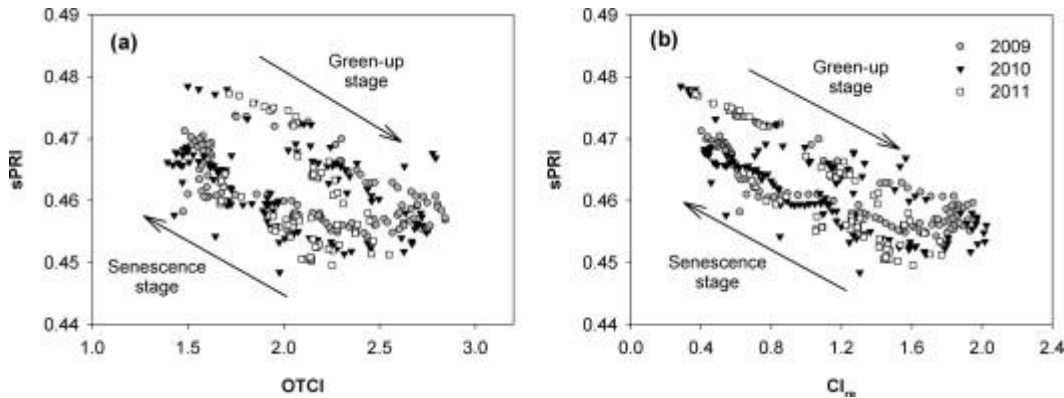 (a)
Green-up
stage
Senescence
stage
sPRI
0.49
0.48
0.47
0.46
0.45
0.44
1.0
1.5
2.0
2.5
3.0
OTCI
(b)
2009
2010
2011
Green-up
stage
Senescence
stage
sPRI
0.49
0.48
0.47
0.46
0.45
0.44
0.0
0.4
0.8
1.2
1.6
2.0
2.4
CIre